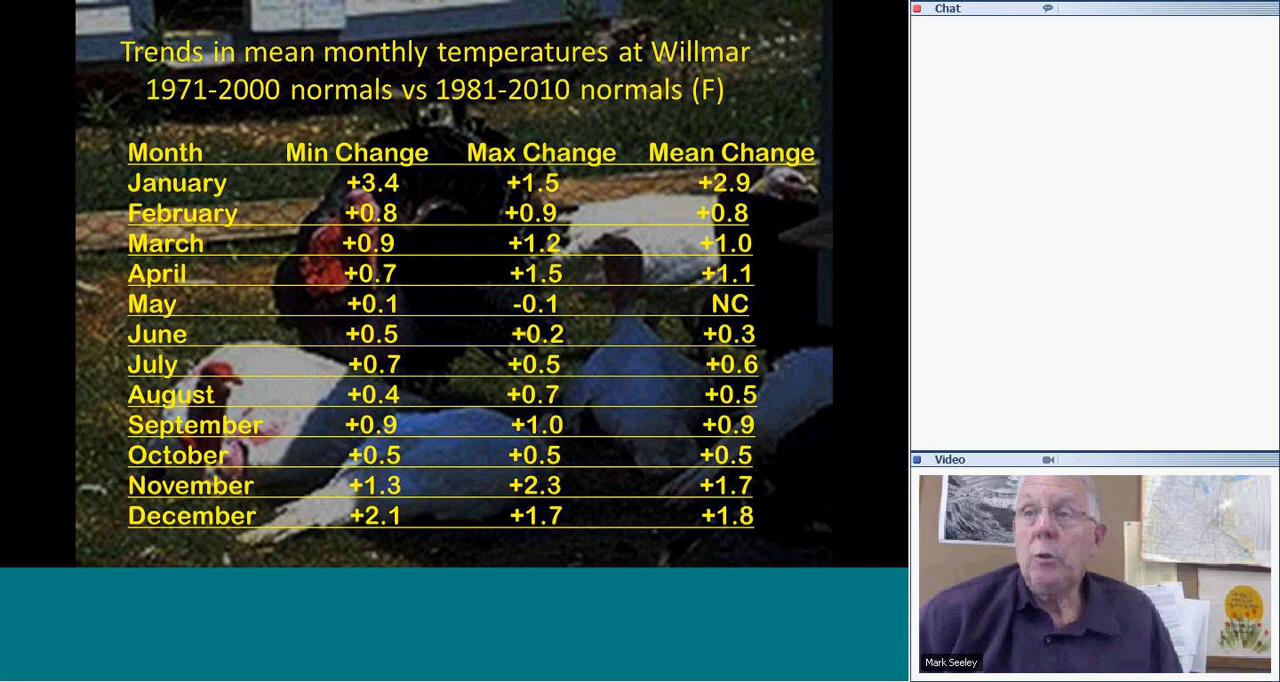 Trends in mean monthly temperatures at Willmar
1971-2000 normals vs 1981-2010 normals (F)
Month Min Change Max Change Mean Change
January +3.4 +1.5 +2.9
February +0.8 +0.9 +0.8
March +0.9 +1.2 +1.0
April +0.7 +1.5 +1.1
May +0.1 -0.1 NC
June +0.5 +0.2 +0.3
July +0.7 +0.5 +0.6
August +0.4 +0.7 +0.5
September +0.9 +1.0 +0.9
October +0.5 +0.5 +0.5
November +1.3 +2.3 +1.7
December +2.1 +1.7 +1.8
Chat
Video
Mark Seeley